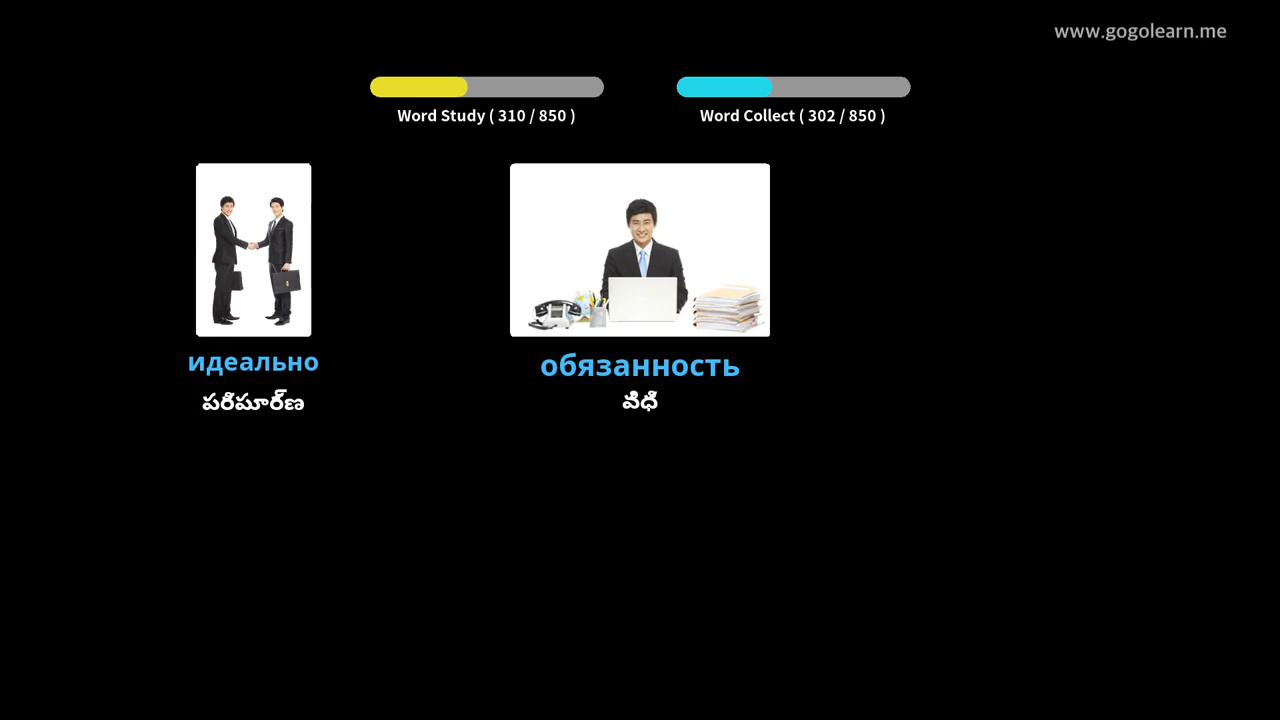 www.gogolearn.me
Word Study ( 310 / 850 )
Word Collect ( 302 / 850 )
идеально
పరిపూర్ణ
обязанность
విధి